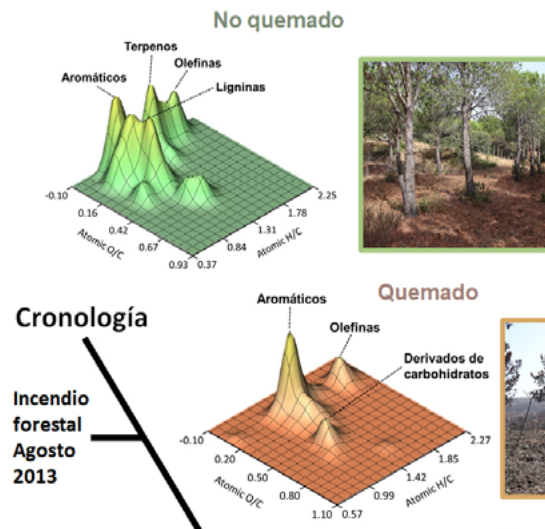 No quemado
Terpenos
Aromáticos
Olefinas
Ligninas
-0.10
0.16
0.42
0.67
0.93
Atomic O/C
0.37
0.84
1.31
1.78
2.25
Atomic H/C
Quemado
Aromáticos
Olefinas
Derivados de
carbohidratos
-0.10
0.20
0.50
0.80
1.10
Atomic O/C
0.57
0.99
1.42
1.85
2.27
Atomic H/C
Cronología
Incendio
forestal
Agosto
2013